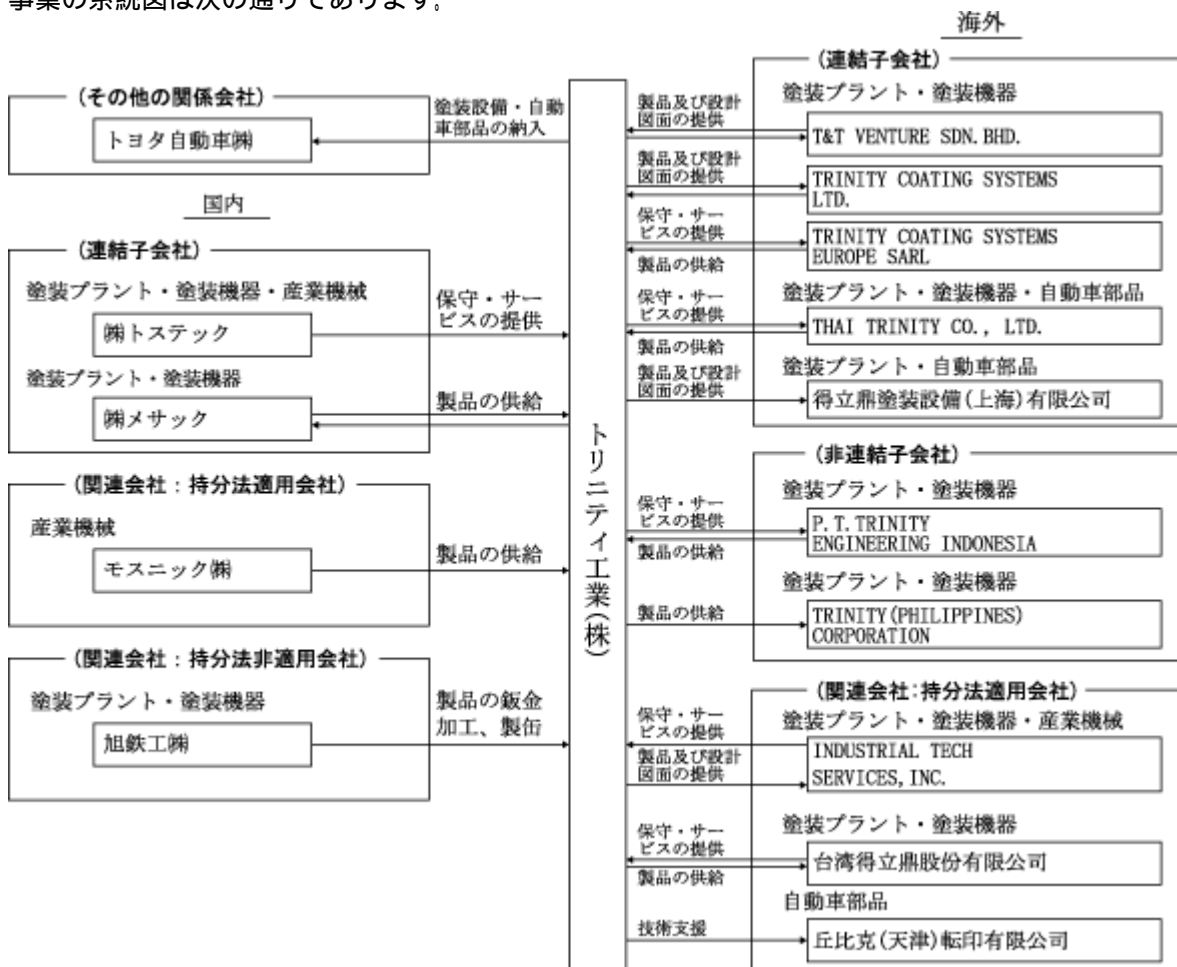 事業の系統図は次の通りであります。
海外
(その他の関係会社)
トヨタ自動車㈱
塗装設備・自動
車部品の納入
国内
(連結子会社)
塗装プラント・塗装機器・産業機械
㈱トステック
保守・サー
ビスの提供
塗装プラント・塗装機器
㈱メサック
製品の供給
(関連会社：持分法適用会社)
産業機械
モスニック㈱
製品の供給
(関連会社：持分法非適用会社)
塗装プラント・塗装機器
旭鉄工㈱
製品の鈑金
加工、製缶
トリニティ工業(株)
(連結子会社)
塗装プラント・塗装機器
製品及び設計
図面の提供
T&T VENTURE SDN.BHD.
製品及び設計
図面の提供
TRINITY COATING SYSTEMS
LTD.
保守・サー
ビスの提供
製品の供給
TRINITY COATING SYSTEMS
EUROPE SARL
塗装プラント・塗装機器・自動車部品
保守・サー
ビスの提供
製品の供給
THAI TRINITY CO., LTD.
塗装プラント・自動車部品
製品及び設計
図面の提供
得立鼎塗装設備(上海)有限公司
(非連結子会社)
塗装プラント・塗装機器
保守・サー
ビスの提供
製品の供給
P.T.TRINITY
ENGINEERING INDONESIA
塗装プラント・塗装機器
製品の供給
TRINITY(PHILIPPINES)
CORPORATION
(関連会社:持分法適用会社)
塗装プラント・塗装機器・産業機械
保守・サー
ビスの提供
製品及び設計
図面の提供
INDUSTRIAL TECH
SERVICES,INC.
塗装プラント・塗装機器
保守・サー
ビスの提供
製品の供給
台湾得立鼎股份有限公司
自動車部品
技術支援
丘比克(天津)転印有限公司